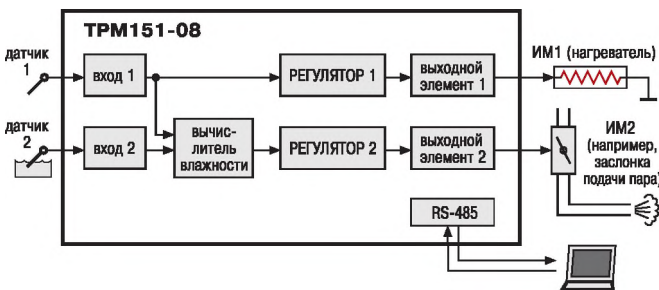 ТРМ151-08
датчик
1
вход 1
РЕГУЛЯТОР 1
выходной
элемент 1
ИМ1 (нагреватель)
датчик
2
вход 2
вычис-
литель
влажности
РЕГУЛЯТОР 2
выходной
элемент 2
ИМ2
(например,
заслонка
подачи пара)
RS-485